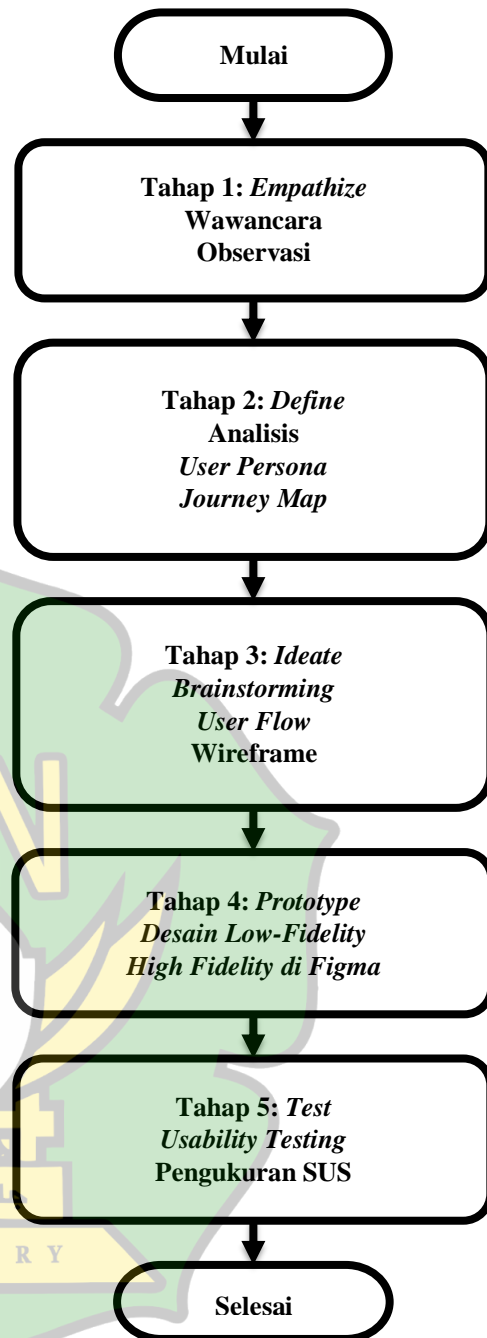 Mulai
Tahap 1: Empathize
Wawancara
Observasi
Tahap 2: Define
Analisis
User Persona
Journey Map
Tahap 3: Ideate
Brainstorming
User Flow
Wireframe
Tahap 4: Prototype
Desain Low-Fidelity
High Fidelity di Figma
Tahap 5: Test
Usability Testing
Pengukuran SUS
R Y
Selesai